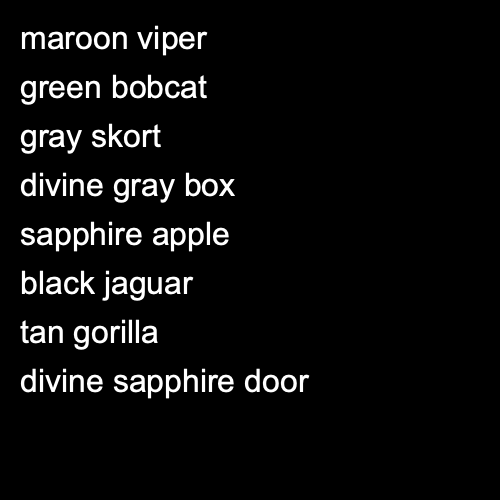 maroon viper
green bobcat
gray skort
divine gray box
sapphire apple
black jaguar
tan gorilla
divine sapphire door